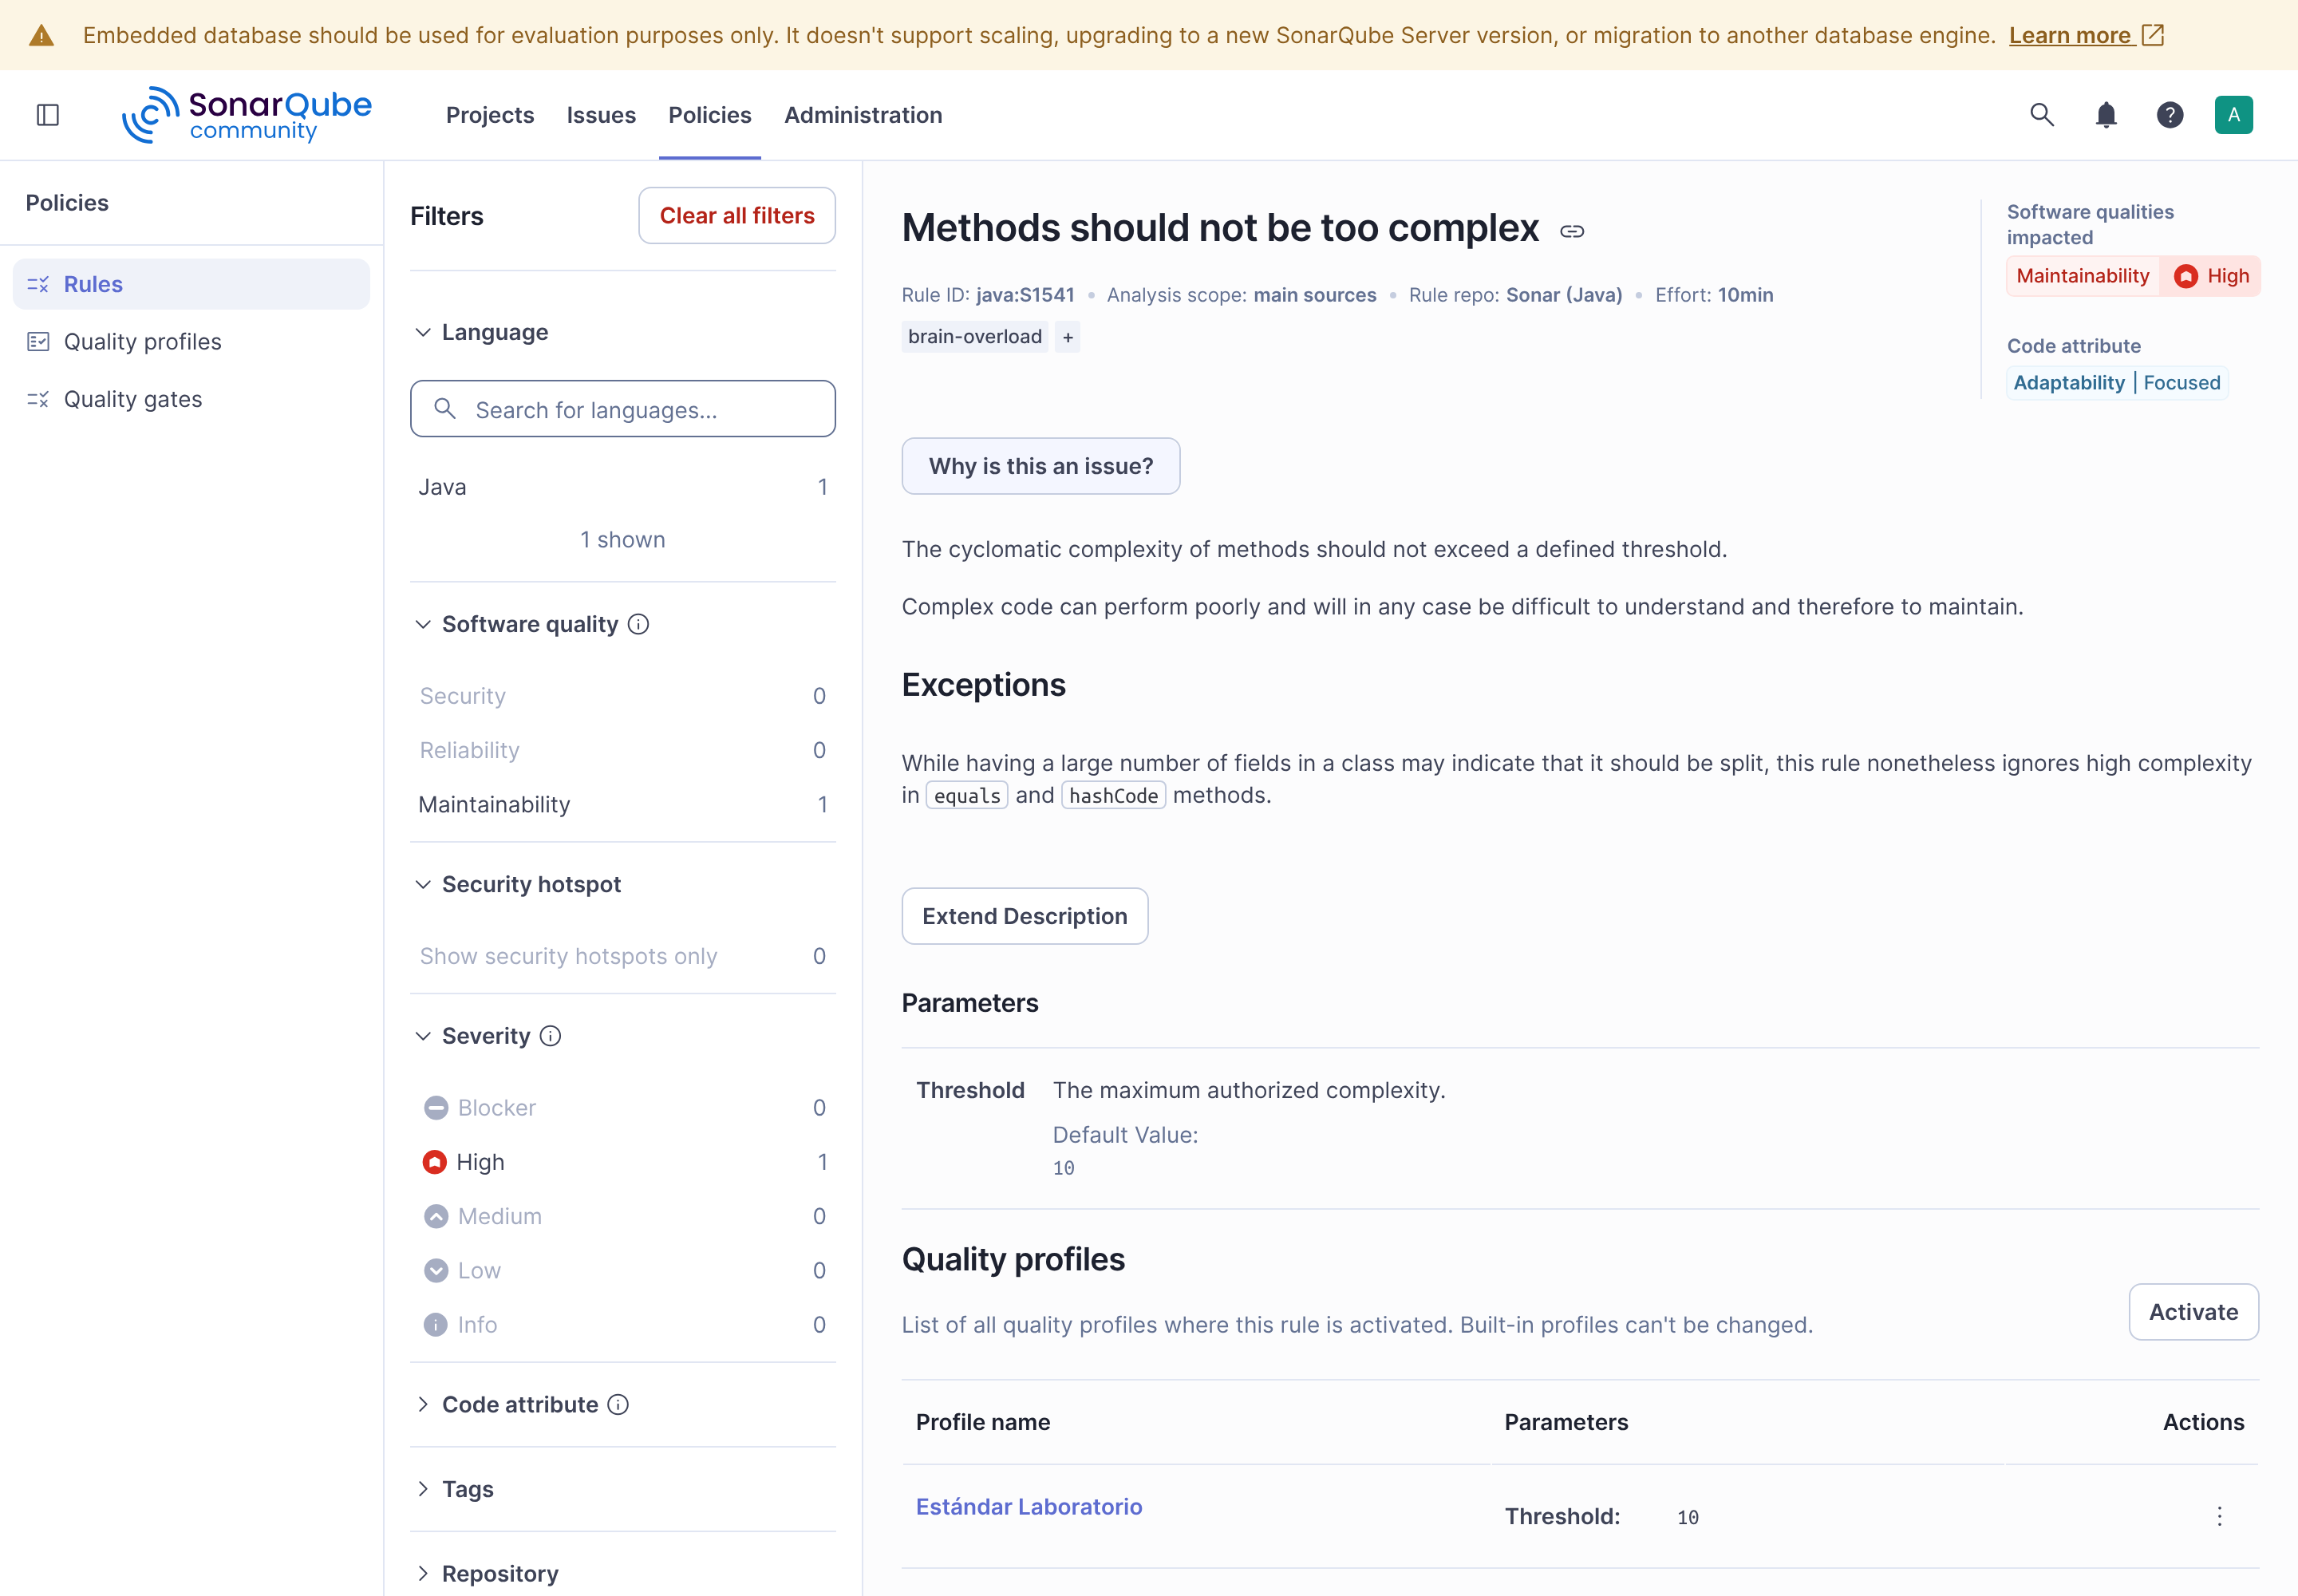 Embedded database should be used for evaluation purposes only. It doesn't support scaling, upgrading to a new SonarQube Server version, or migration to another database engine. Learn more
SonarQube community
Projects Issues Policies Administration
? A
Policies
Rules
Quality profiles
Quality gates
Filters
Clear all filters
Language
Search for languages...
Java 1
1 shown
Software quality
Security 0
Reliability 0
Maintainability 1
Security hotspot
Show security hotspots only 0
Severity
Blocker 0
High 1
Medium 0
Low 0
Info 0
Code attribute
Tags
Repository
Methods should not be too complex
Rule ID: java:S1541 • Analysis scope: main sources • Rule repo: Sonar (Java) • Effort: 10min
brain-overload +
Software qualities
impacted
Maintainability High
Code attribute
Adaptability | Focused
Why is this an issue?
The cyclomatic complexity of methods should not exceed a defined threshold.
Complex code can perform poorly and will in any case be difficult to understand and therefore to maintain.
Exceptions
While having a large number of fields in a class may indicate that it should be split, this rule nonetheless ignores high complexity
in equals and hashCode methods.
Extend Description
Parameters
Threshold The maximum authorized complexity.
Default Value:
10
Quality profiles
List of all quality profiles where this rule is activated. Built-in profiles can't be changed.
Activate
Profile name Parameters Actions
Estándar Laboratorio Threshold: 10